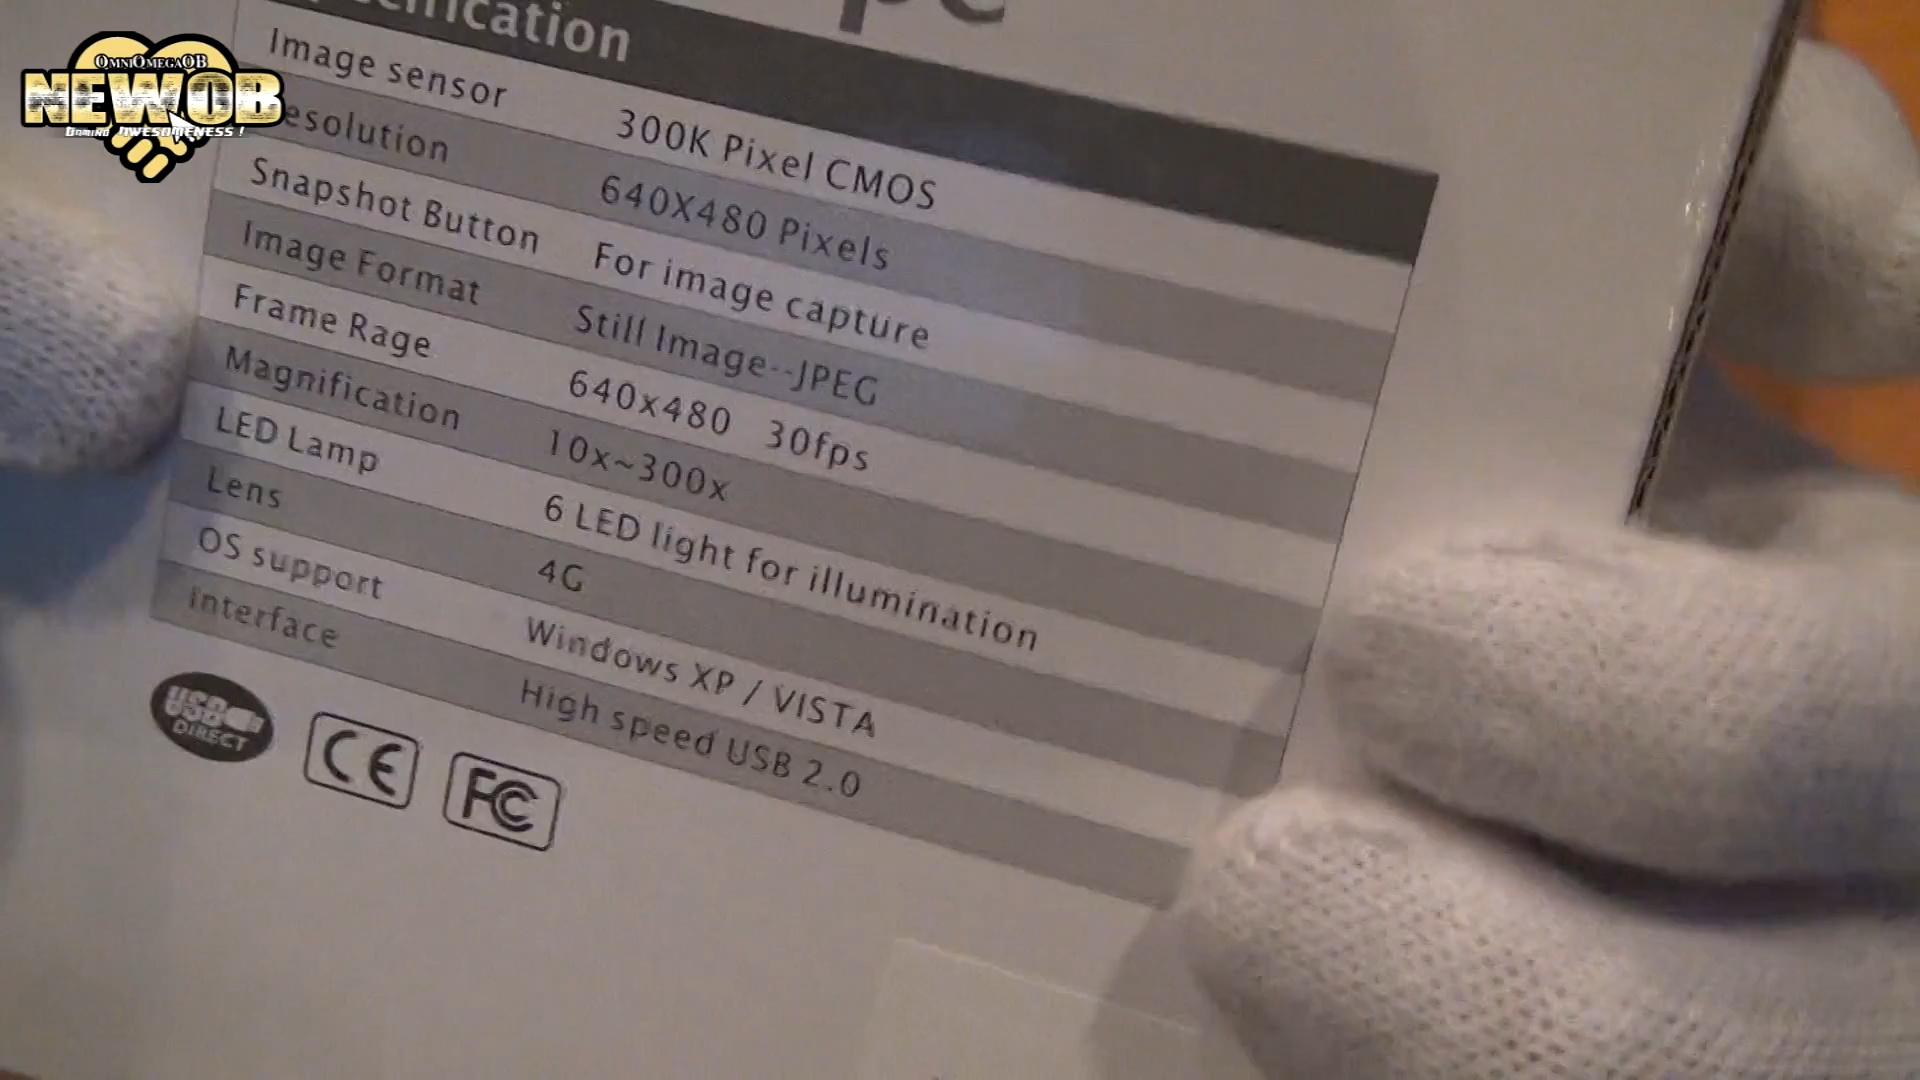 OMNIOMEGAOB
NEWOB
GAMING AWESOMENESS !
Image sensor 300K Pixel CMOS
esolution 640X480 Pixels
Snapshot Button For image capture
Image Format Still Image--JPEG
Frame Rage 640x480 30fps
Magnification 10x~300x
LED Lamp 6 LED light for illumination
Lens 4G
OS support Windows XP / VISTA
Interface High speed USB 2.0
USB
DIRECT
CE
FC